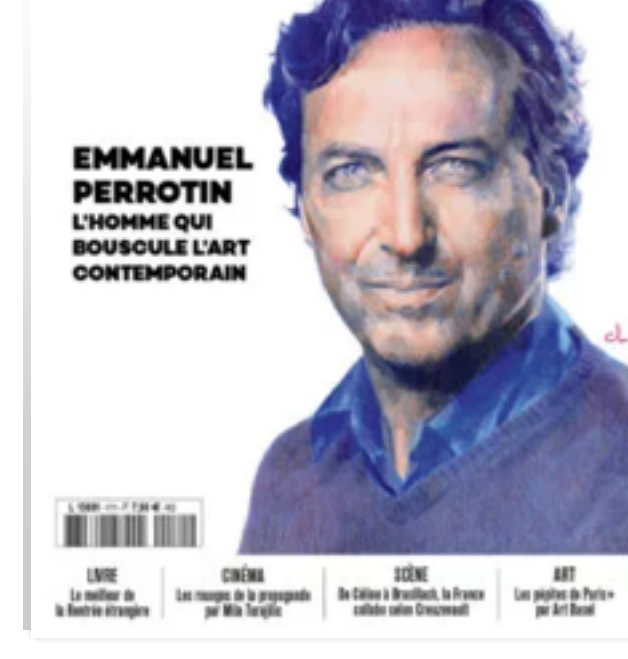 EMMANUEL
PERROTIN
L'HOMME QUI
BOUSCULE L'ART
CONTEMPORAIN
LIVRE
Le meilleur de
la Rentrée étrangère
CINÉMA
Les rouages de la propagande
par Mila Turajlic
SCÈNE
De Céline à Brasillach, la France
collabo selon Creuzevault
ART
Les pépites de Paris+
par Art Basel